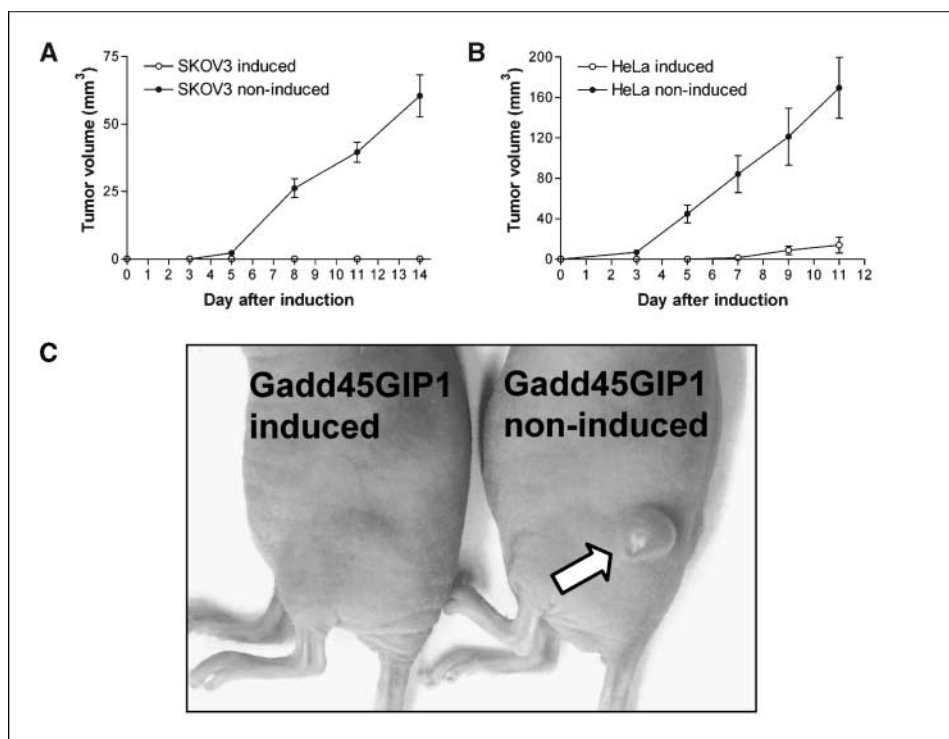 A
Tumor volume (mm³)
75
50
25
0
SKOV3 induced
SKOV3 non-induced
0 1 2 3 4 5 6 7 8 9 10 11 12 13 14
Day after induction
B
Tumor volume (mm³)
200
160
120
80
40
0
HeLa induced
HeLa non-induced
0 1 2 3 4 5 6 7 8 9 10 11 12
Day after induction
C
Gadd45GIP1
induced
Gadd45GIP1
non-induced